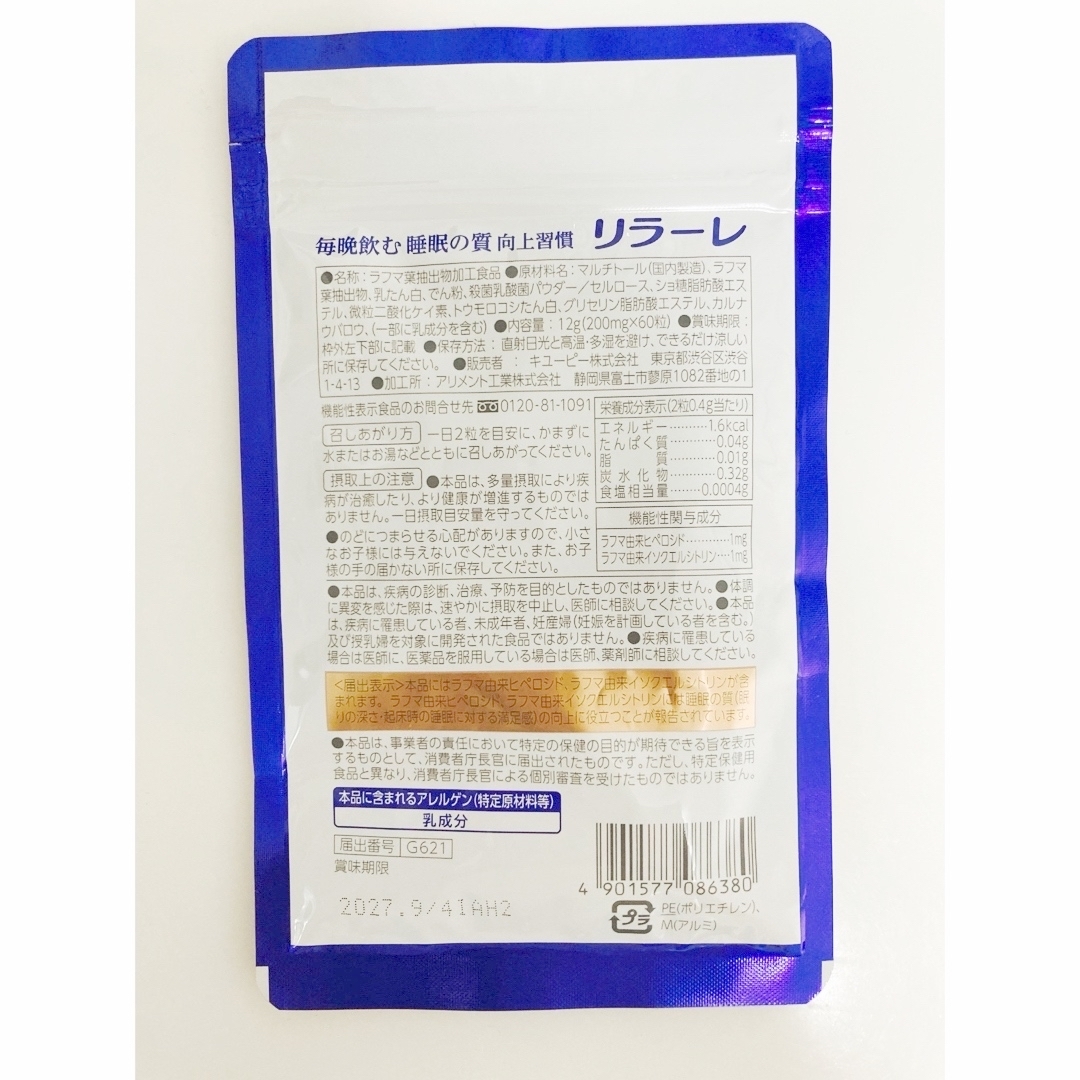 毎晩飲む 睡眠の質 向上習慣 リラーレ
●名称：ラフマ葉抽出物加工食品 ●原材料名：マルチトール（国内製造）、ラフマ
葉抽出物、乳たん白、でん粉、殺菌乳酸菌パウダー／セルロース、ショ糖脂肪酸エス
テル、微粒二酸化ケイ素、トウモロコシたん白、グリセリン脂肪酸エステル、カルナ
ウバロウ、（一部に乳成分を含む） ●内容量：12g(200mg×60粒) ●賞味期限：
枠外左下部に記載 ●保存方法：直射日光と高温・多湿を避け、できるだけ涼しい
所に保存してください。 ●販売者：キユーピー株式会社 東京都渋谷区渋谷
1-4-13 ●加工所：アリメント工業株式会社 静岡県富士市蓼原1082番地の1
機能性表示食品のお問合せ先 0120-81-1091
召しあがり方 一日2粒を目安に、かまずに
水またはお湯などとともに召しあがってください。
摂取上の注意 ●本品は、多量摂取により疾
病が治癒したり、より健康が増進するものでは
ありません。一日摂取目安量を守ってください。
●のどにつまらせる心配がありますので、小さ
なお子様には与えないでください。また、お子
様の手の届かない所に保存してください。
栄養成分表示(2粒0.4g当たり)
エネルギー………1.6kcal
たんぱく質………0.04g
脂質………0.01g
炭水化物………0.32g
食塩相当量………0.0004g
機能性関与成分
ラフマ由来ヒペロシド…………1mg
ラフマ由来イソクエルシトリン…1mg
●本品は、疾病の診断、治療、予防を目的としたものではありません。●体調
に異変を感じた際は、速やかに摂取を中止し、医師に相談してください。●本品
は、疾病に罹患している者、未成年者、妊産婦（妊娠を計画している者を含む。）
及び授乳婦を対象に開発された食品ではありません。●疾病に罹患している
場合は医師に、医薬品を服用している場合は医師、薬剤師に相談してください。
＜届出表示＞本品にはラフマ由来ヒペロシド、ラフマ由来イソクエルシトリンが含
まれます。ラフマ由来ヒペロシド、ラフマ由来イソクエルシトリンには睡眠の質（眠
りの深さ・起床時の睡眠に対する満足感）の向上に役立つことが報告されています。
●本品は、事業者の責任において特定の保健の目的が期待できる旨を表示
するものとして、消費者庁長官に届出されたものです。ただし、特定保健用
食品と異なり、消費者庁長官による個別審査を受けたものではありません。
本品に含まれるアレルゲン（特定原材料等）
乳成分
届出番号 G621
賞味期限
2027.9/41AH2
4 901577 086380
プラ
PE(ポリエチレン)、
M(アルミ)